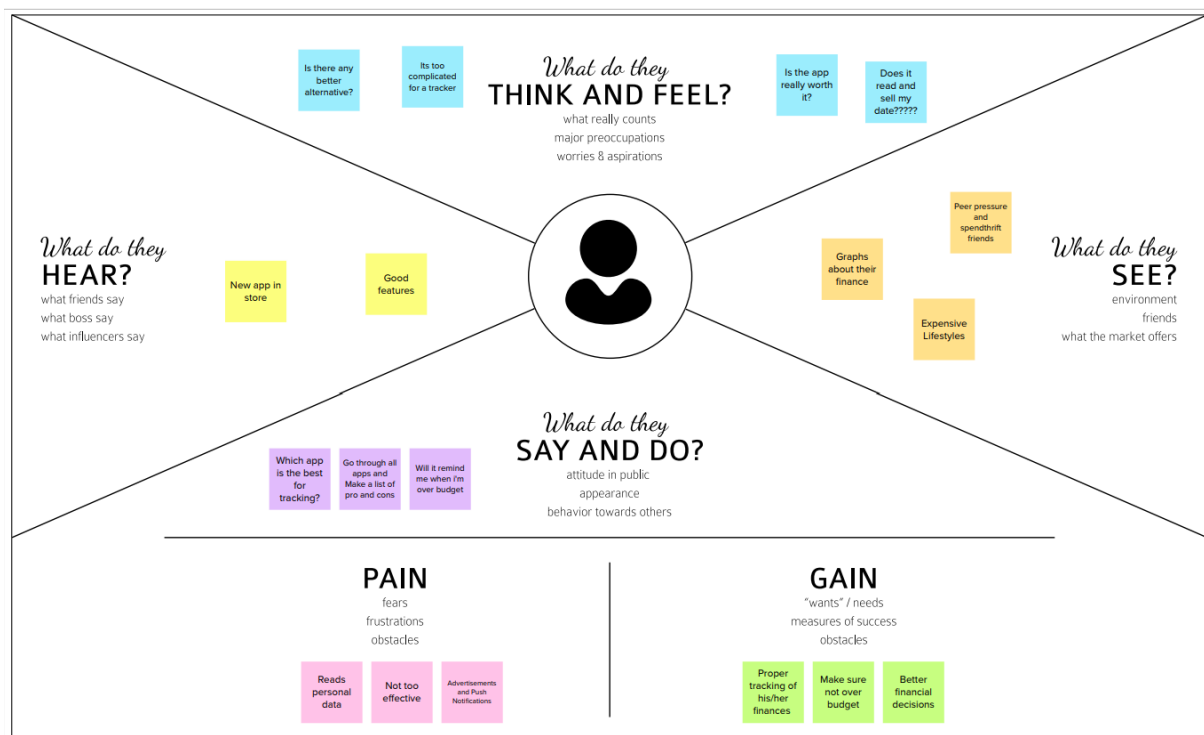 Is there any
better
alternative?
Its too
complicated
for a tracker
What do they
THINK AND FEEL?
what really counts
major preoccupations
worries & aspirations
Is the app
really worth
it?
Does it
read and
sell my
date?????
What do they
HEAR?
what friends say
what boss say
what influencers say
New app in
store
Good
features
Graphs
about their
finance
Peer pressure
and
spendthrift
friends
Expensive
Lifestyles
What do they
SEE?
environment
friends
what the market offers
What do they
SAY AND DO?
attitude in public
appearance
behavior towards others
Which app
is the best
for
tracking?
Go through all
apps and
Make a list of
pro and cons
Will it remind
me when i'm
over budget
PAIN
fears
frustrations
obstacles
Reads
personal
data
Not too
effective
Advertisements
and Push
Notifications
GAIN
"wants" / needs
measures of success
obstacles
Proper
tracking of
his/her
finances
Make sure
not over
budget
Better
financial
decisions